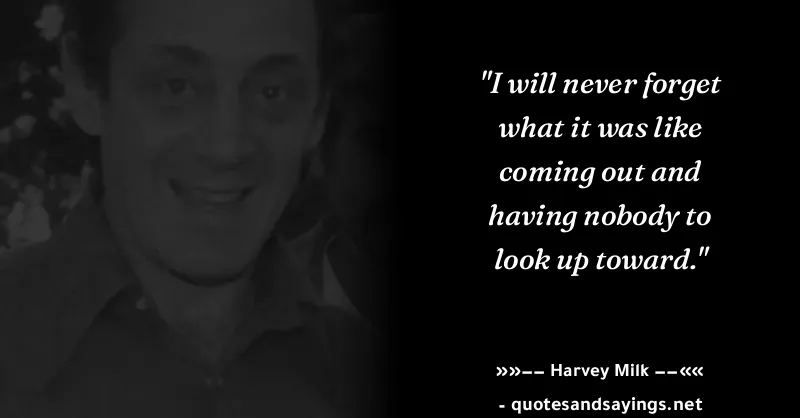 "I will never forget
what it was like
coming out and
having nobody to
look up toward."
»»–– Harvey Milk ––««
- quotesandsayings.net